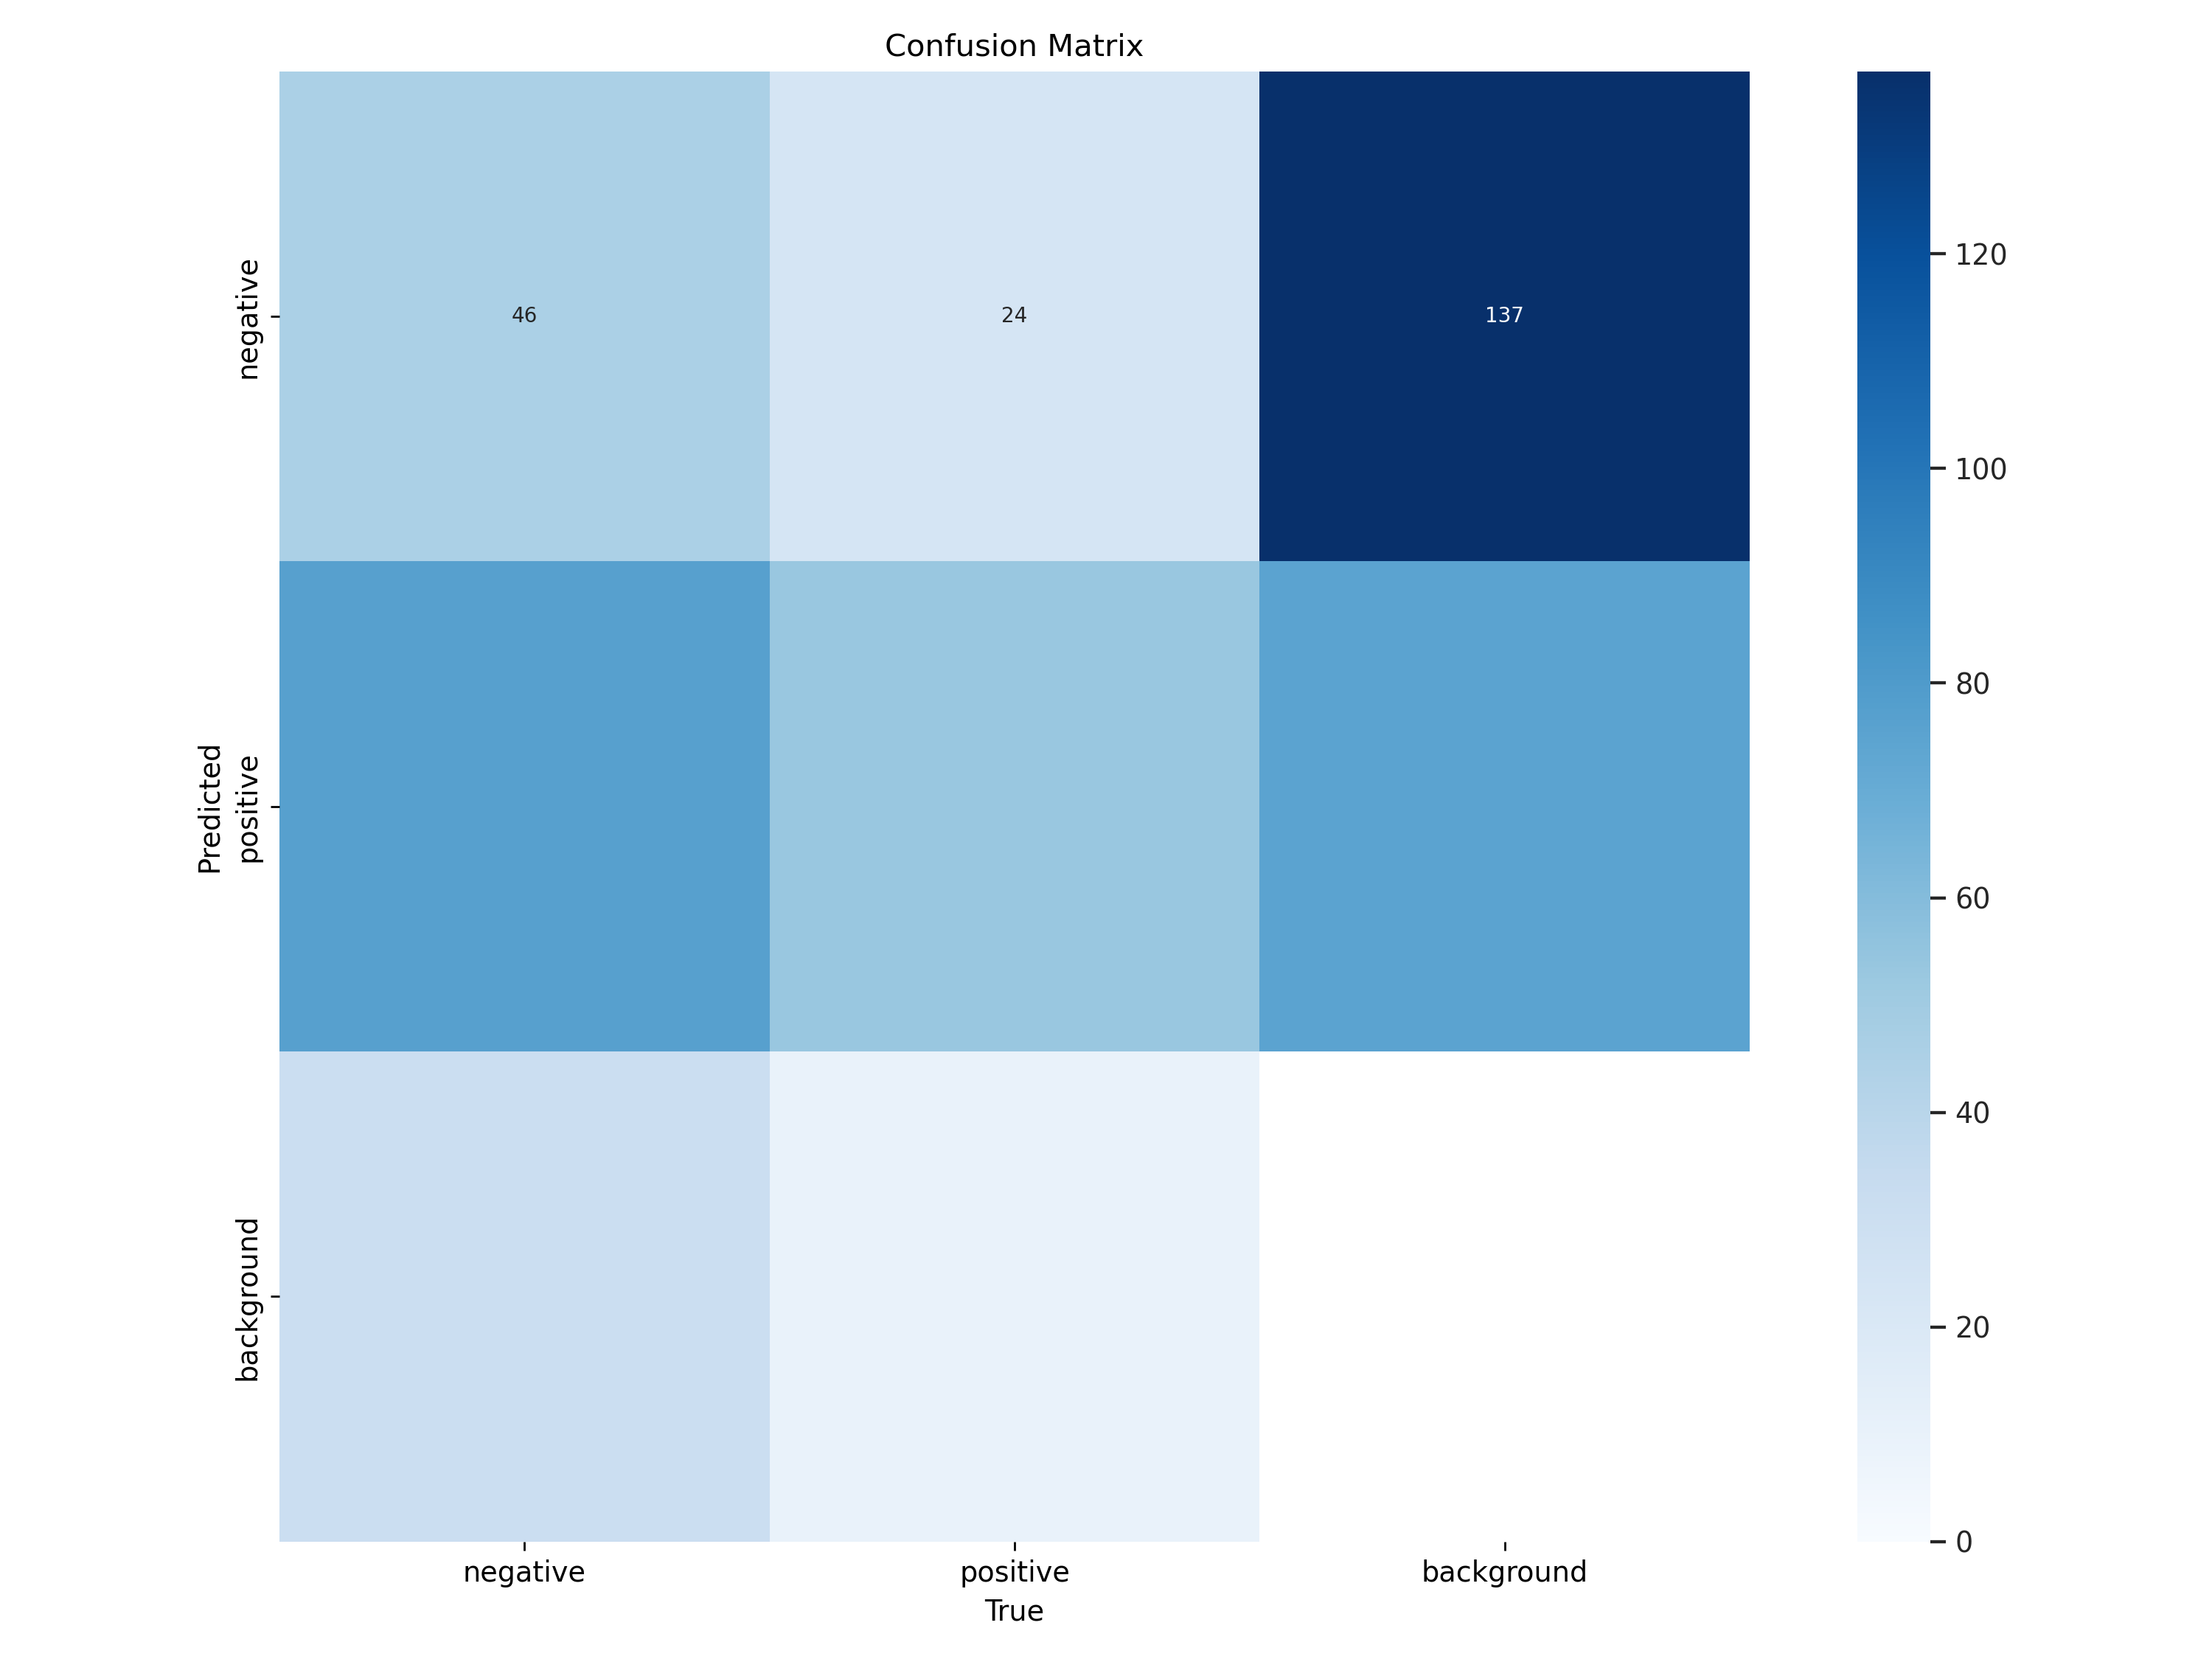 Confusion Matrix
negative
46
24
137
120
100
80
60
40
20
0
Predicted
positive
background
negative
positive
background
True